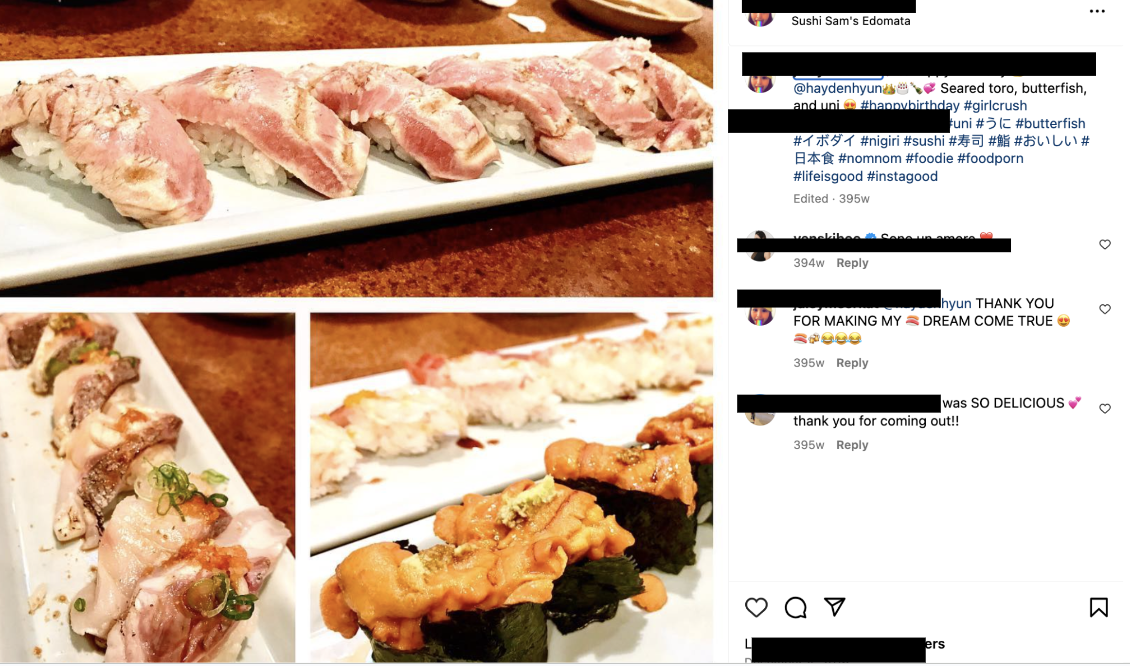 Sushi Sam's Edomata
@haydenhyun👑🎂🍾💞 Seared toro, butterfish,
and uni 😍 #happybirthday #girlcrush
#uni #うに #butterfish
#イボダイ #nigiri #sushi #寿司 #鮨 #おいしい #
日本食 #nomnom #foodie #foodporn
#lifeisgood #instagood
Edited · 395w
394w Reply
hyun THANK YOU
FOR MAKING MY 🍣 DREAM COME TRUE 😍
🍣🍻😂😂😂
395w Reply
was SO DELICIOUS 💕
thank you for coming out!!
395w Reply
ers